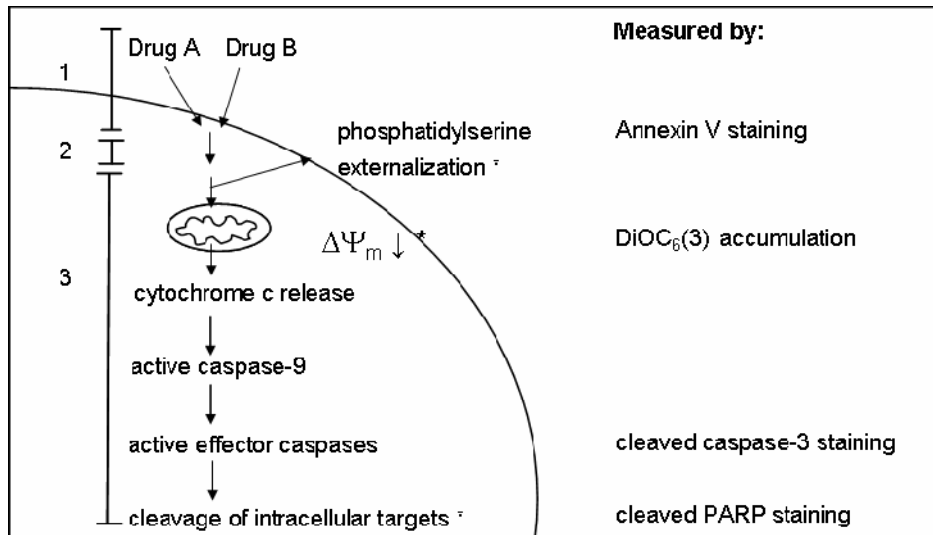 Measured by:
Drug A Drug B
1
phosphatidylserine
externalization *
Annexin V staining
2
ΔΨm ↓ *
DiOC6(3) accumulation
3
cytochrome c release
active caspase-9
active effector caspases
cleaved caspase-3 staining
cleavage of intracellular targets *
cleaved PARP staining